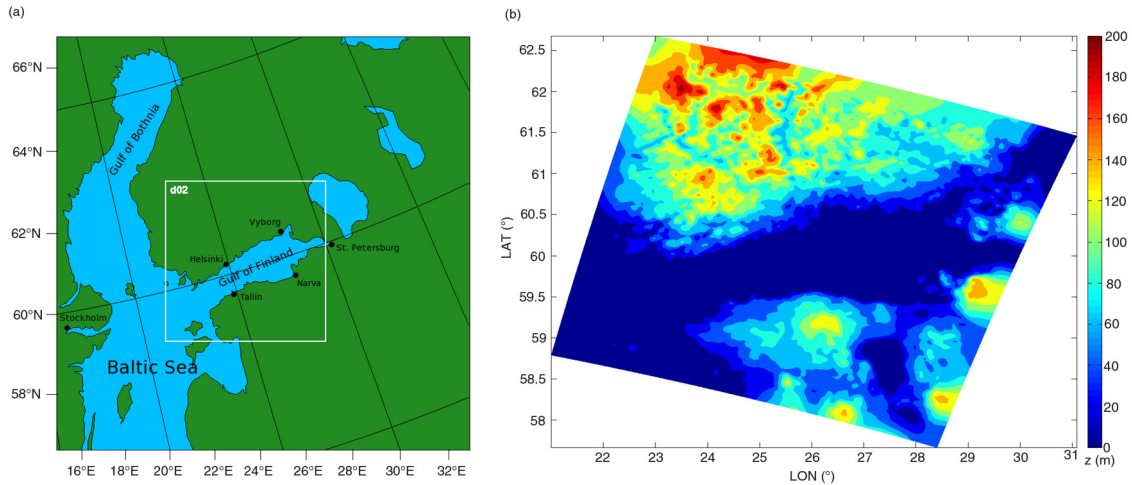 (a)
66°N
64°N
62°N
60°N
58°N
16°E
20°E
22°E
24°E
26°E
28°E
30°E
32°E
Gulf of Bothnia
d02
Vyborg
Helsinki
Gulf of Finland
St. Petersburg
Narva
Tallin
Stockholm
Baltic Sea
(b)
62.5
62
61.5
61
60.5
60
59.5
59
58.5
58
LAT (°)
22
23
24
25
26
27
28
29
30
31
LON (°)
200
180
160
140
120
100
80
60
40
20
0
z (m)